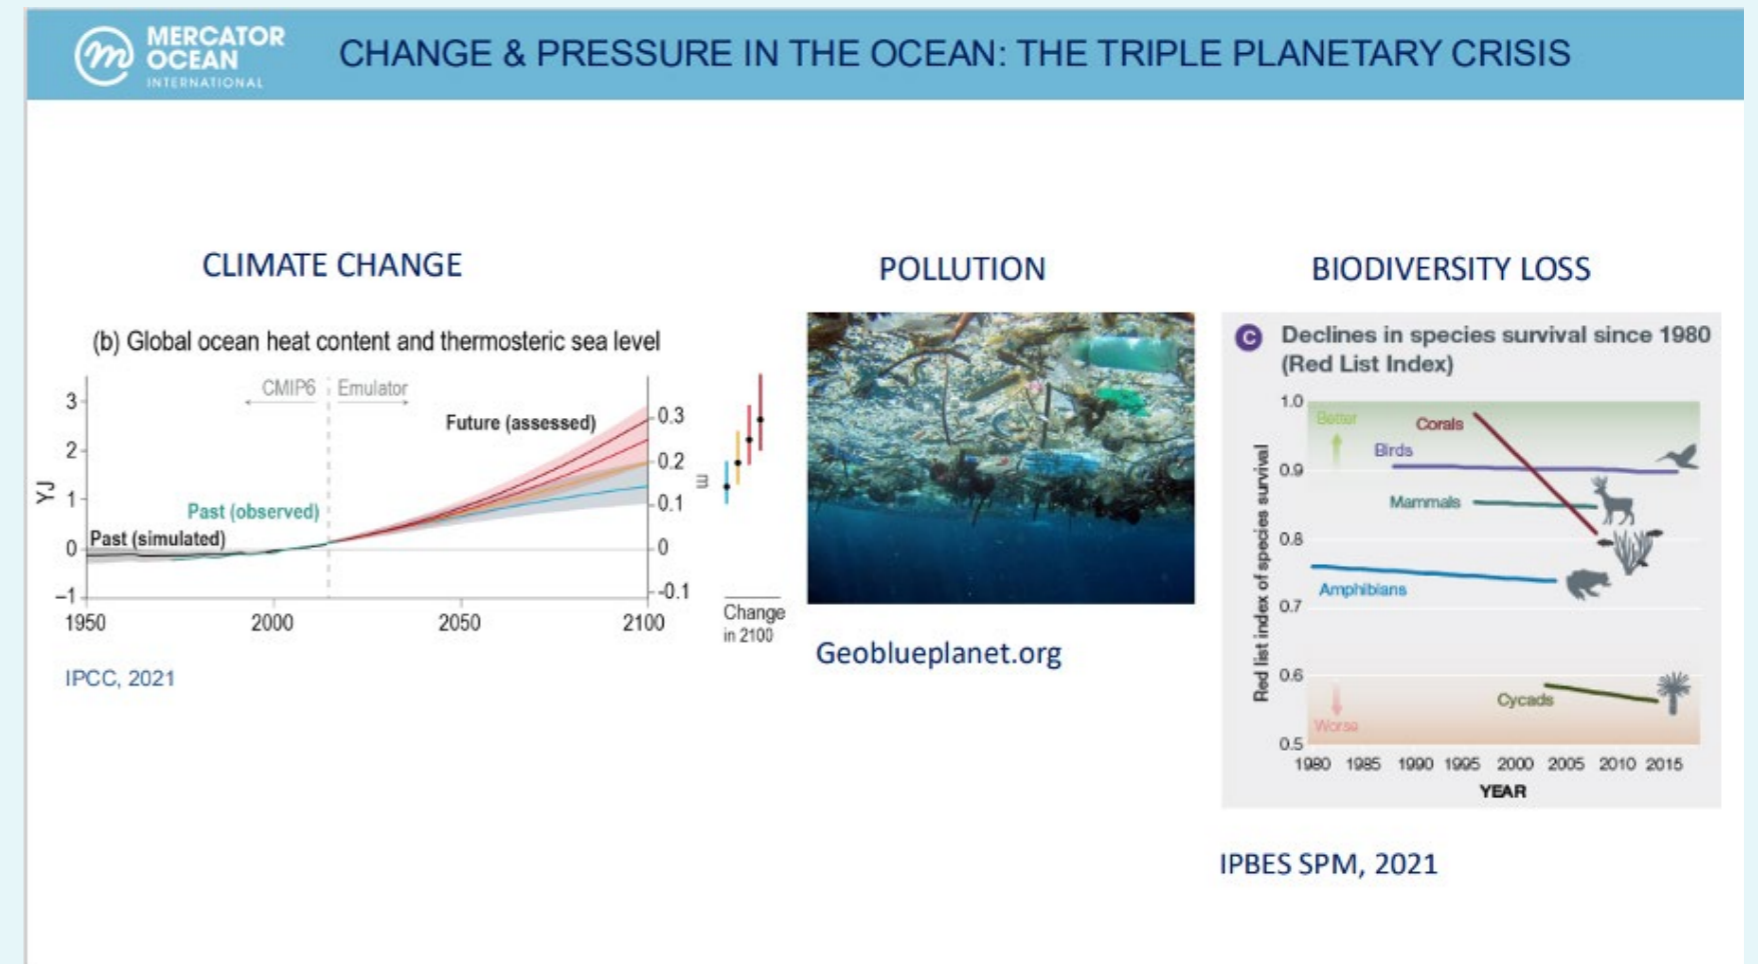 MERCATOR
OCEAN
INTERNATIONAL
CHANGE & PRESSURE IN THE OCEAN: THE TRIPLE PLANETARY CRISIS
CLIMATE CHANGE
(b) Global ocean heat content and thermosteric sea level
CMIP6
Emulator
Future (assessed)
Past (observed)
Past (simulated)
YJ
3
2
1
0
−1
1950
2000
2050
2100
0.3
0.2
0.1
0
-0.1
m
Change
in 2100
IPCC, 2021
POLLUTION
Geoblueplanet.org
BIODIVERSITY LOSS
C
Declines in species survival since 1980
(Red List Index)
Red list index of species survival
1.0
0.9
0.8
0.7
0.6
0.5
Better
Corals
Birds
Mammals
Amphibians
Cycads
Worse
1980 1985 1990 1995 2000 2005 2010 2015
YEAR
IPBES SPM, 2021